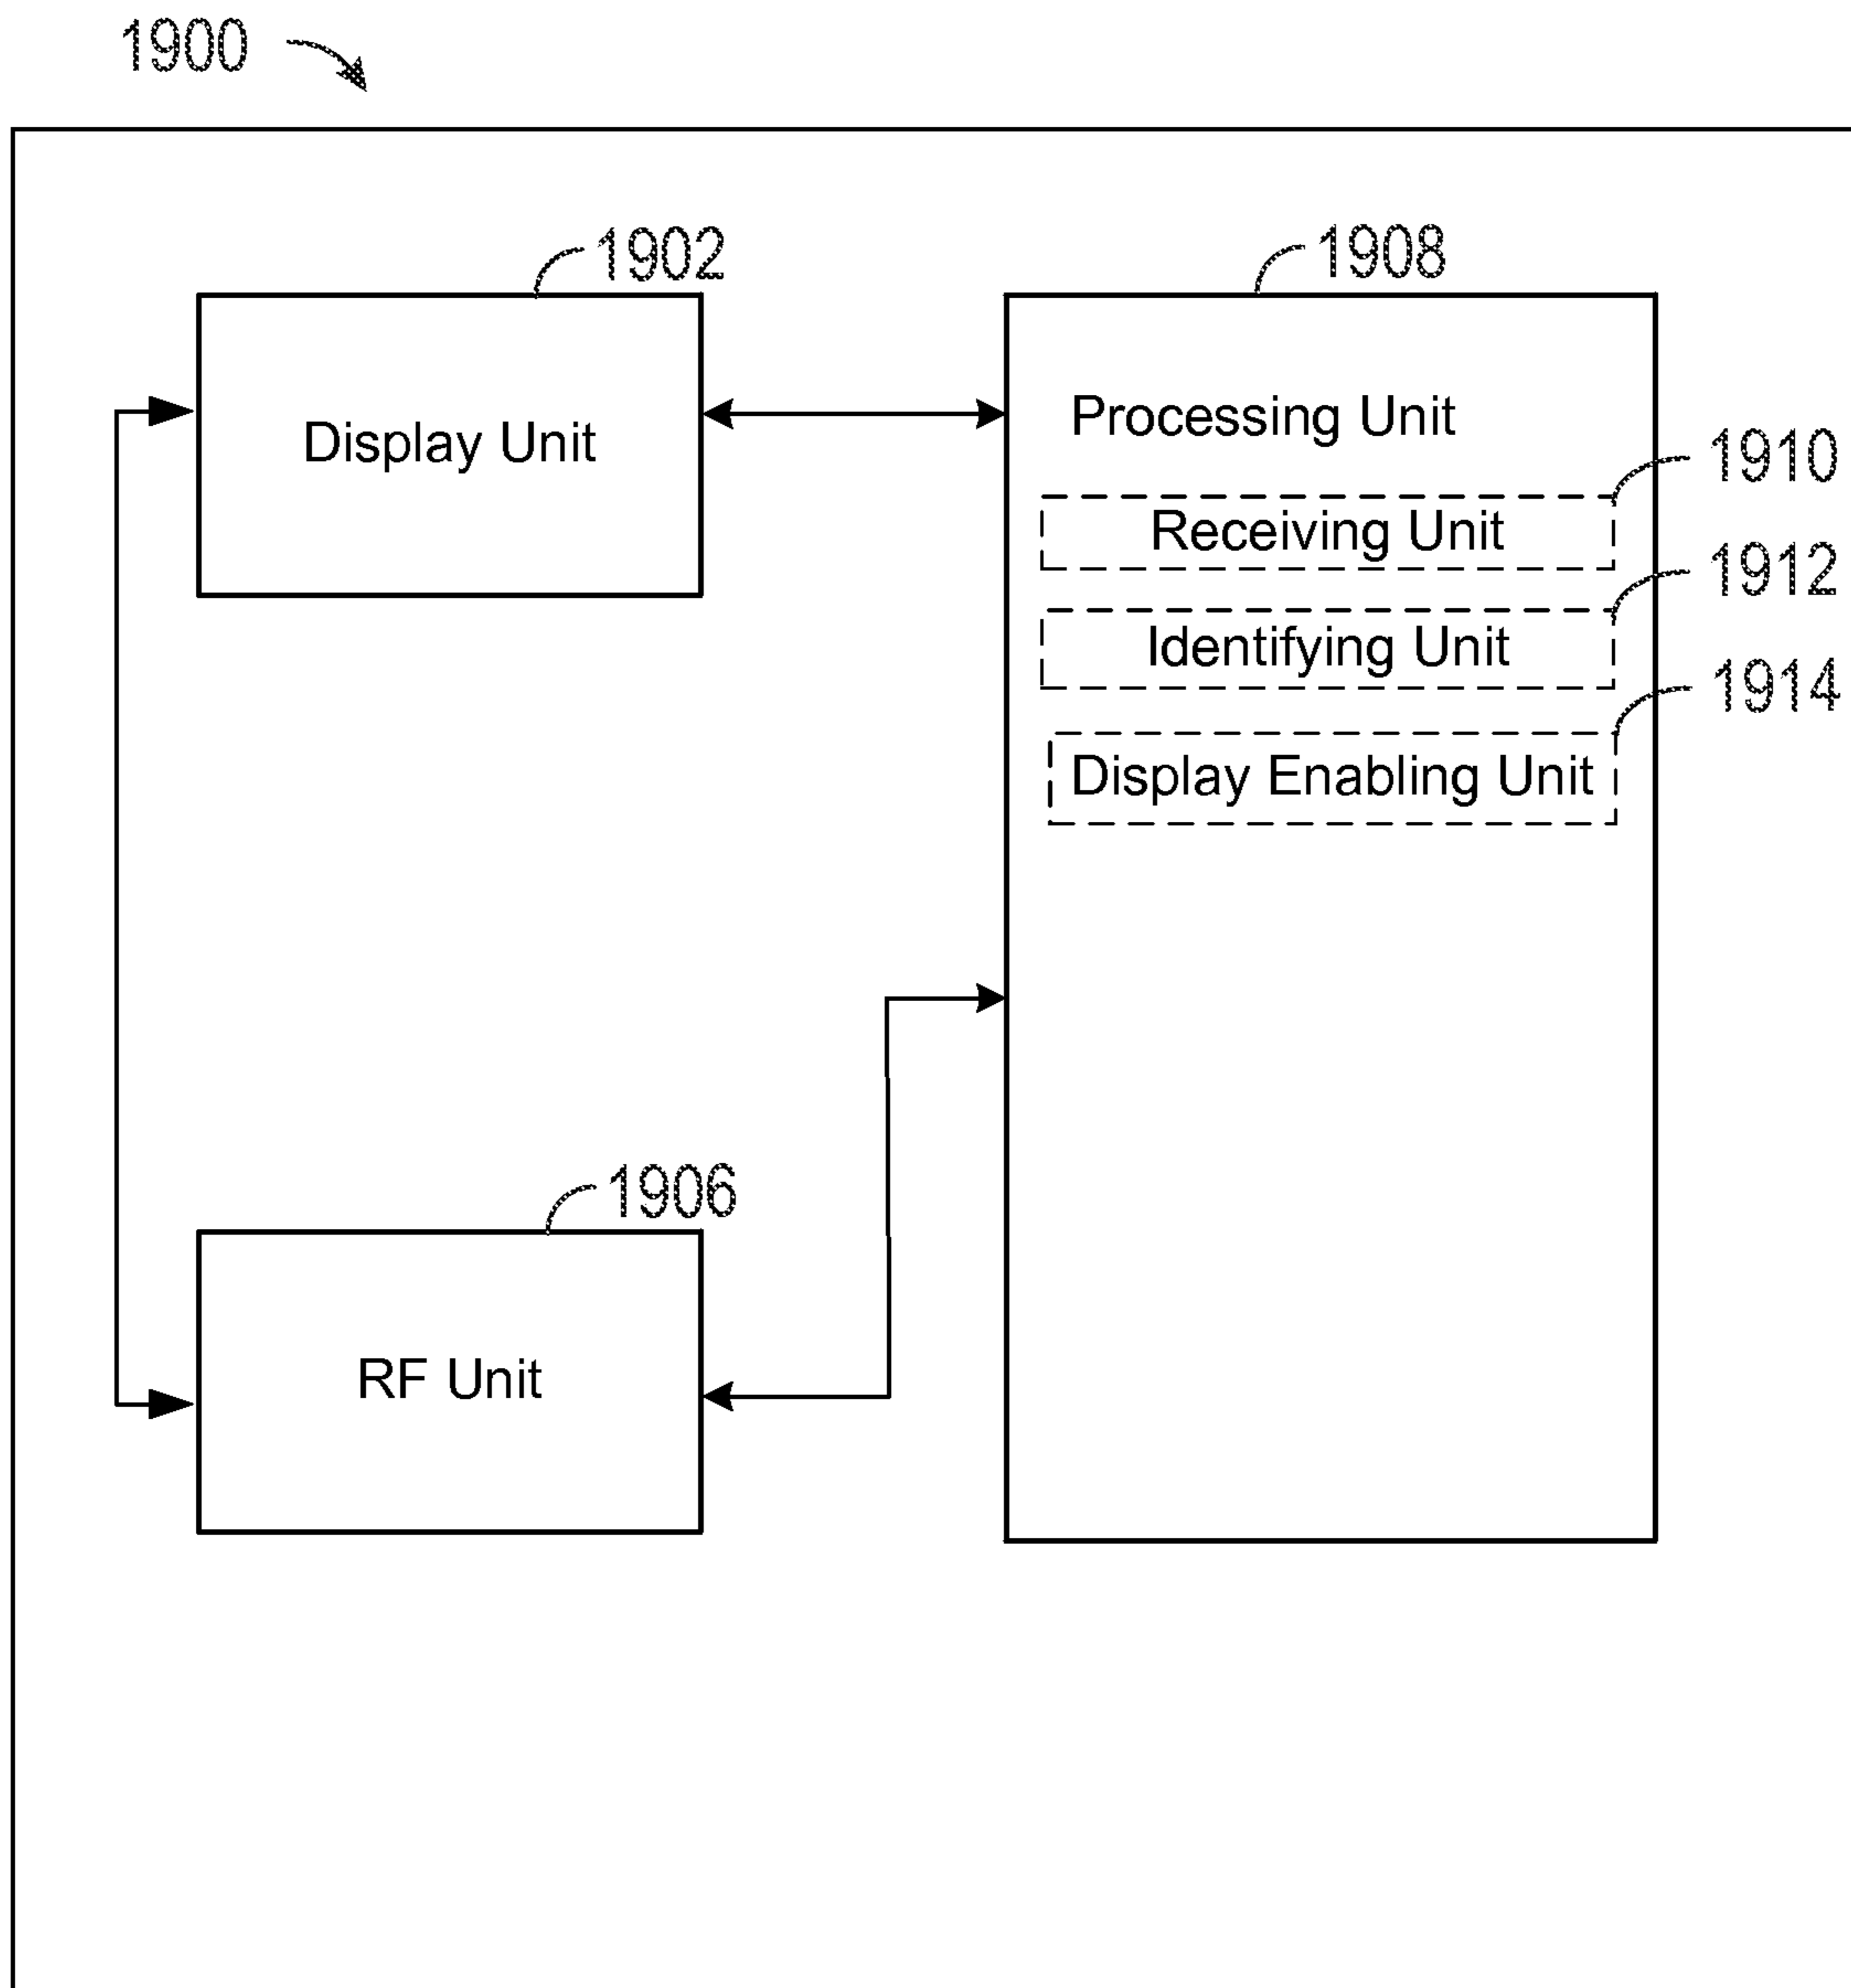 1900
1902
Display Unit
1908
Processing Unit
1910
Receiving Unit
1912
Identifying Unit
1914
Display Enabling Unit
1906
RF Unit